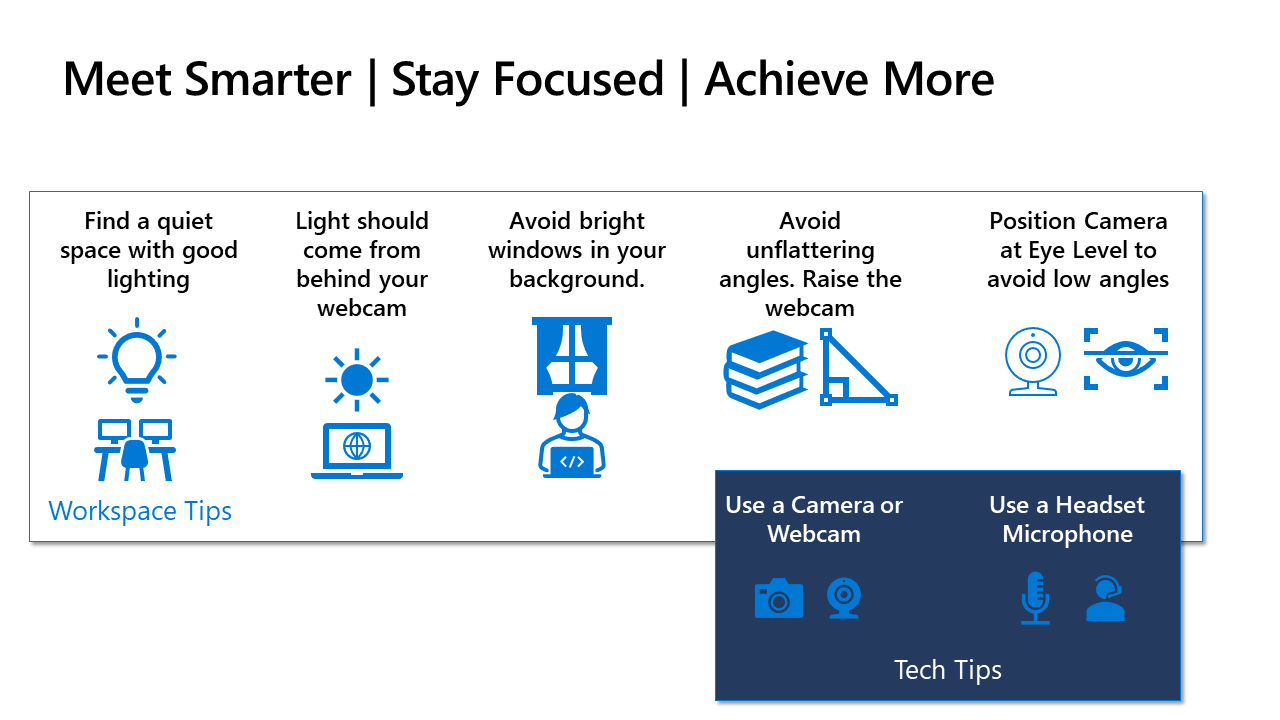 Meet Smarter | Stay Focused | Achieve More
Find a quiet
space with good
lighting
Light should
come from
behind your
webcam
Avoid bright
windows in your
background.
Avoid
unflattering
angles. Raise the
webcam
Position Camera
at Eye Level to
avoid low angles
Workspace Tips
Use a Camera or
Webcam
Use a Headset
Microphone
Tech Tips